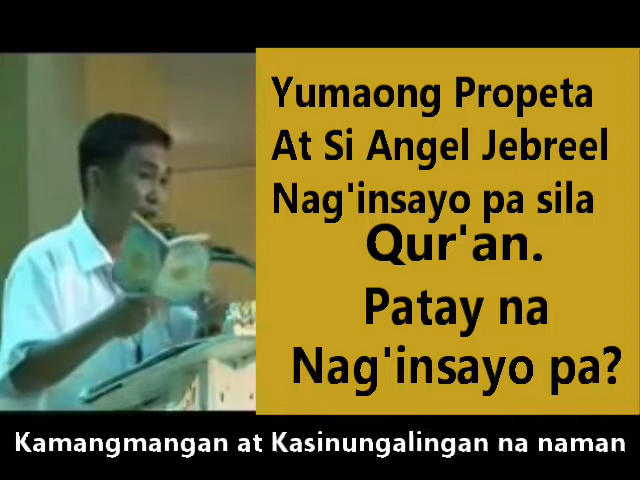 Yumaong Propeta
At Si Angel Jebreel
Nag'insayo pa sila
Qur'an.
Patay na
Nag'insayo pa?
Kamangmangan at Kasinungalingan na naman